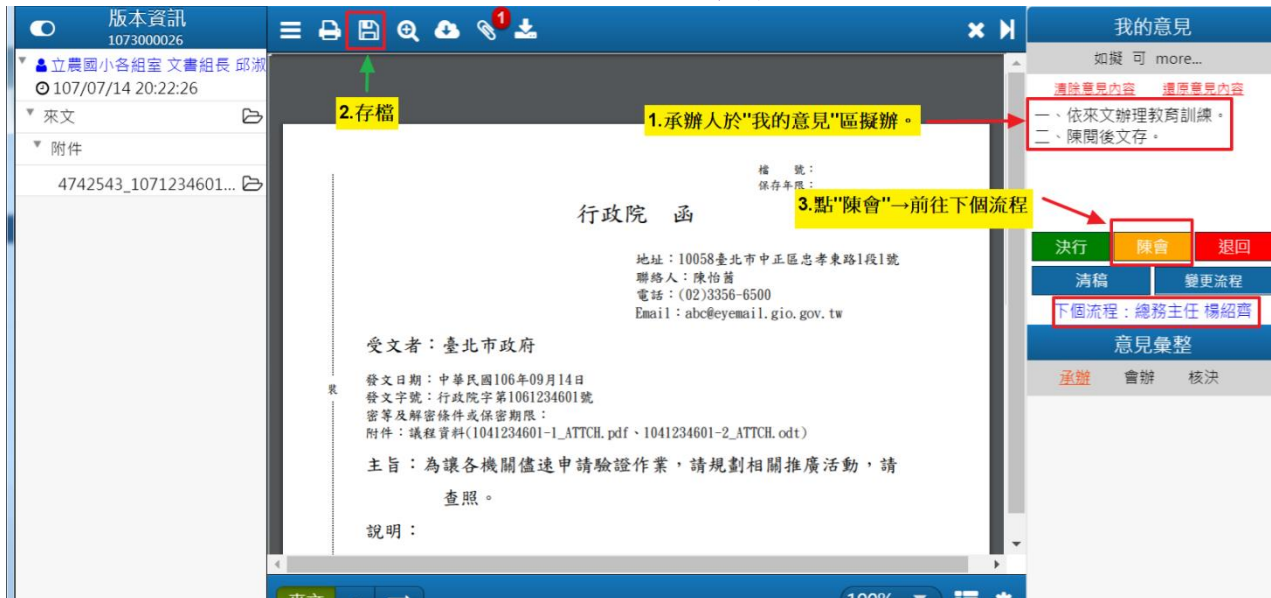 版本資訊
1073000026
立農國小各組室 文書組長 邱淑
107/07/14 20:22:26
來文
附件
4742543_1071234601...
1
2.存檔
1.承辦人於"我的意見"區擬辦。
檔 號：
保存年限：
3.點"陳會"→前往下個流程
行政院 函
地址：10058臺北市中正區忠孝東路1段1號
聯絡人：陳怡茜
電話：(02)3356-6500
Email：abc@eyemail.gio.gov.tw
受文者：臺北市政府
發文日期：中華民國106年09月14日
發文字號：行政院字第1061234601號
密等及解密條件或保密期限：
附件：議程資料(1041234601-1_ATTCH.pdf、1041234601-2_ATTCH.odt)
裝
主旨：為讓各機關儘速申請驗證作業，請規劃相關推廣活動，請
查照。
說明：
來文
100%
我的意見
如擬 可 more...
清除意見內容 還原意見內容
一、依來文辦理教育訓練。
二、陳閱後文存。
決行 陳會 退回
清稿 變更流程
下個流程：總務主任 楊紹齊
意見彙整
承辦 會辦 核決